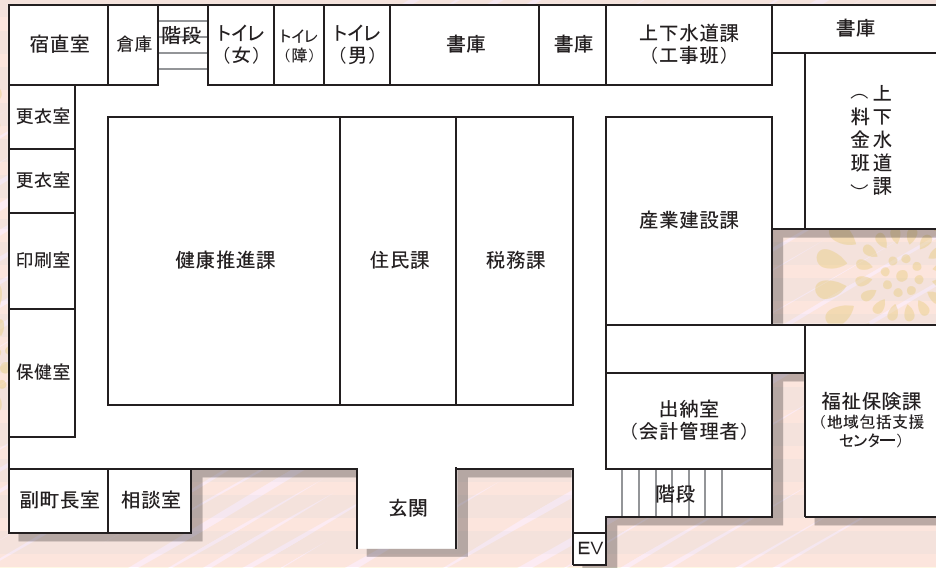 宿直室
倉庫
階段
トイレ
（女）
トイレ
（障）
トイレ
（男）
書庫
書庫
上下水道課
（工事班）
書庫
更衣室
上下水道課
（料金班）
更衣室
印刷室
健康推進課
住民課
税務課
産業建設課
保健室
出納室
（会計管理者）
福祉保険課
（地域包括支援
センター）
副町長室
相談室
玄関
階段
EV